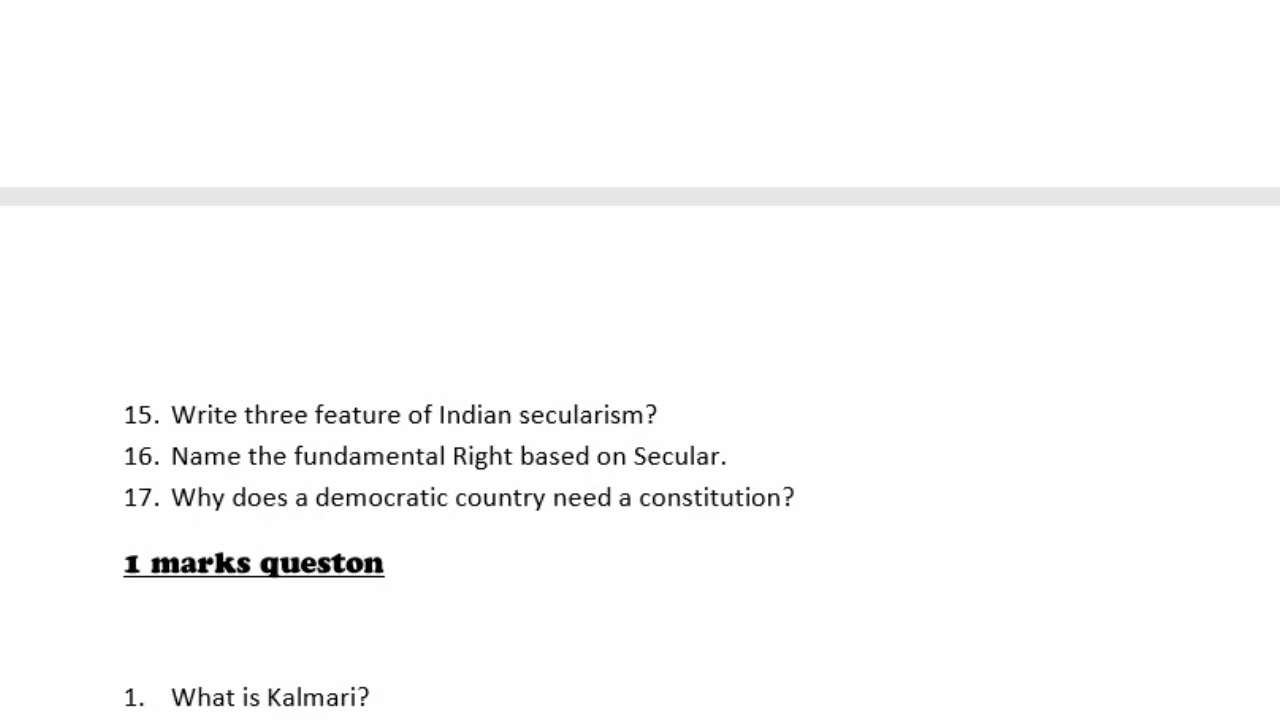 15. Write three feature of Indian secularism?
16. Name the fundamental Right based on Secular.
17. Why does a democratic country need a constitution?
1 marks queston
1. What is Kalmari?